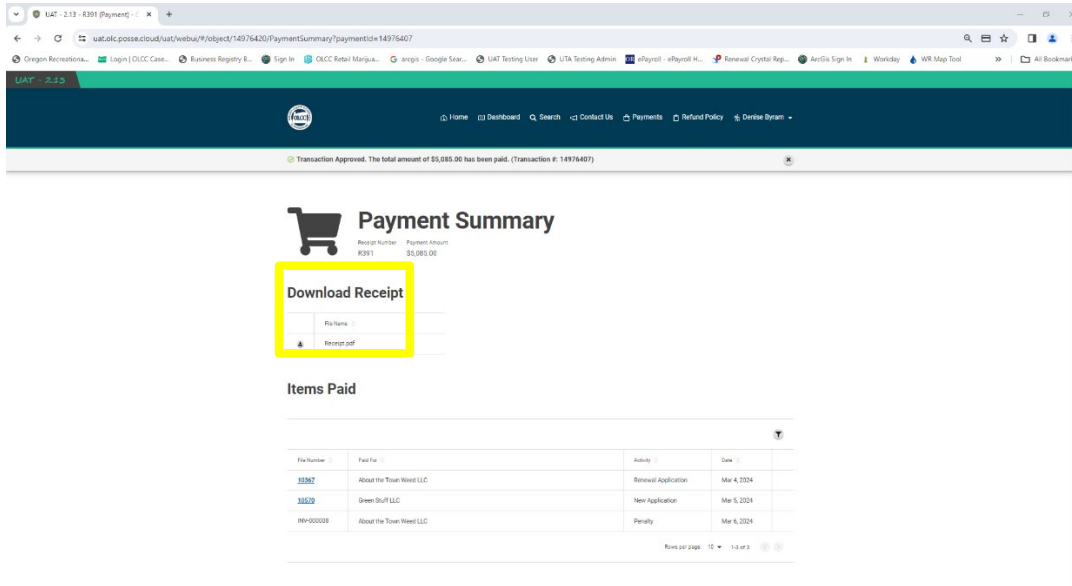 UAT - 2.13 - R391 (Payment) - C
uat.olc.posse.cloud/uat/webui/#/object/14976420/PaymentSummary?paymentId=14976407
Oregon Recreationa... Login | OLCC Case... Business Registry R... Sign In OLCC Retail Marijua... arcgis - Google Sear... UAT Testing User UTA Testing Admin ePayroll - ePayroll H... Renewal Crystal Rep... ArcGis Sign In Workday WR Map Tool » All Bookmark
UAT - 2.13
OLCC Home Dashboard Search Contact Us Payments Refund Policy Denise Byram
Transaction Approved. The total amount of $5,085.00 has been paid. (Transaction #: 14976407)
Payment Summary
Receipt Number Payment Amount
R391 $5,085.00
Download Receipt
File Name
Receipt.pdf
Items Paid
File Number Paid For Activity Date
10367 About the Town Weed LLC Renewal Application Mar 4, 2024
10570 Green Stuff LLC New Application Mar 5, 2024
INV-000008 About the Town Weed LLC Penalty Mar 6, 2024
Rows per page: 10 1-3 of 3